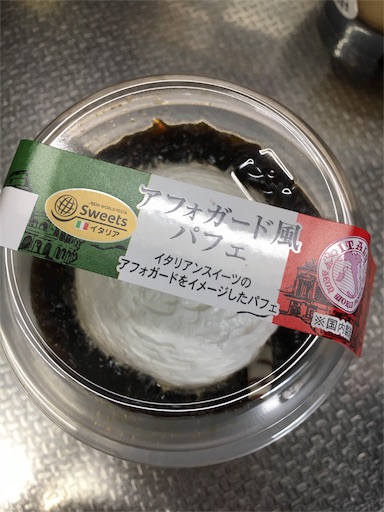 Sweets
イタリア
アフォガード風
パフェ
イタリアンスイーツの
アフォガードをイメージしたパフェ
※国内製